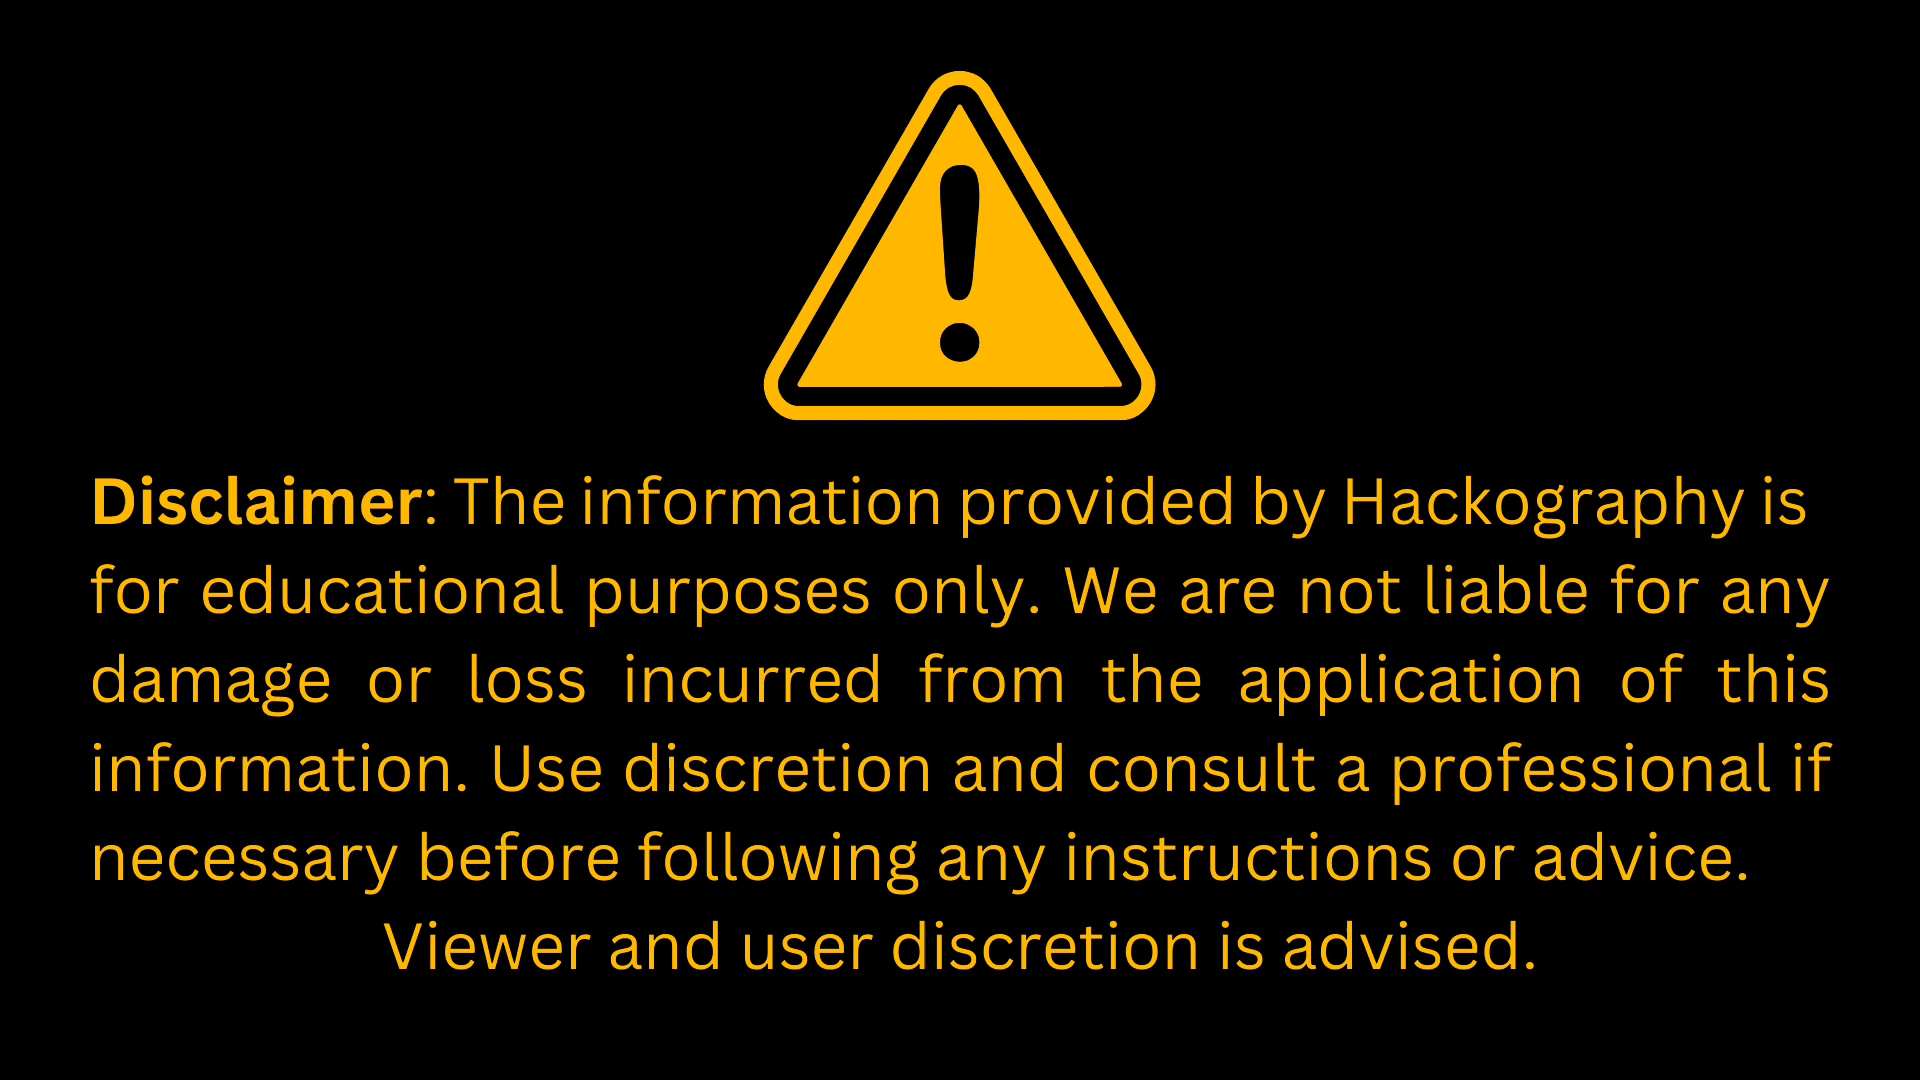 Disclaimer: The information provided by Hackography is
for educational purposes only. We are not liable for any
damage or loss incurred from the application of this
information. Use discretion and consult a professional if
necessary before following any instructions or advice.
Viewer and user discretion is advised.